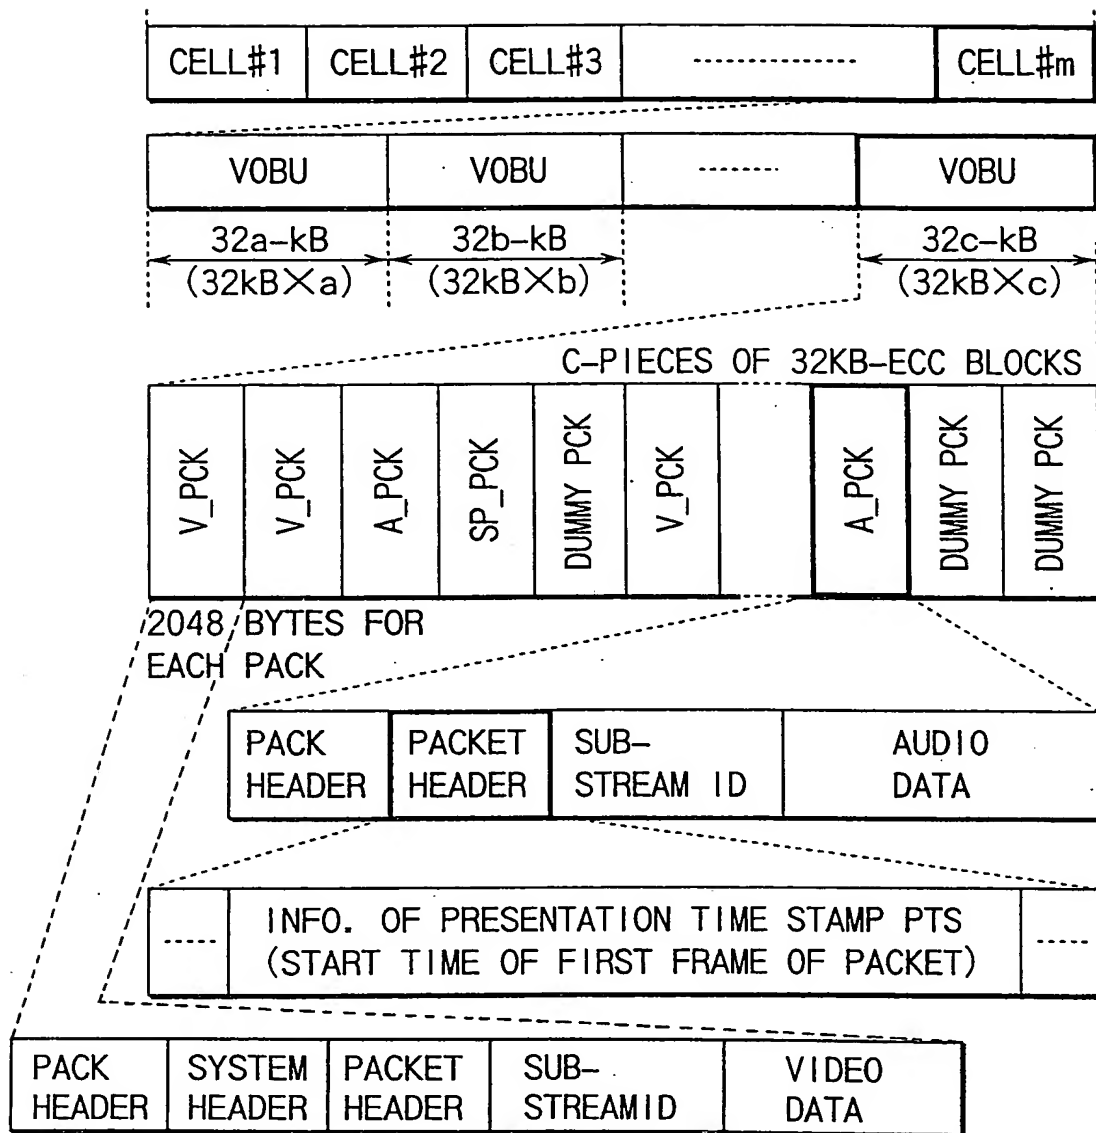 CELL#1 CELL#2 CELL#3 ------------ CELL#m
VOBU VOBU ------ VOBU
32a-kB 32b-kB 32c-kB
(32kB×a) (32kB×b) (32kB×c)
C-PIECES OF 32KB-ECC BLOCKS
V_PCK V_PCK A_PCK SP_PCK DUMMY PCK V_PCK A_PCK DUMMY PCK DUMMY PCK
2048 BYTES FOR
EACH PACK
PACK PACKET SUB- AUDIO
HEADER HEADER STREAM ID DATA
INFO. OF PRESENTATION TIME STAMP PTS
----- (START TIME OF FIRST FRAME OF PACKET) -----
PACK SYSTEM PACKET SUB- VIDEO
HEADER HEADER HEADER STREAMID DATA